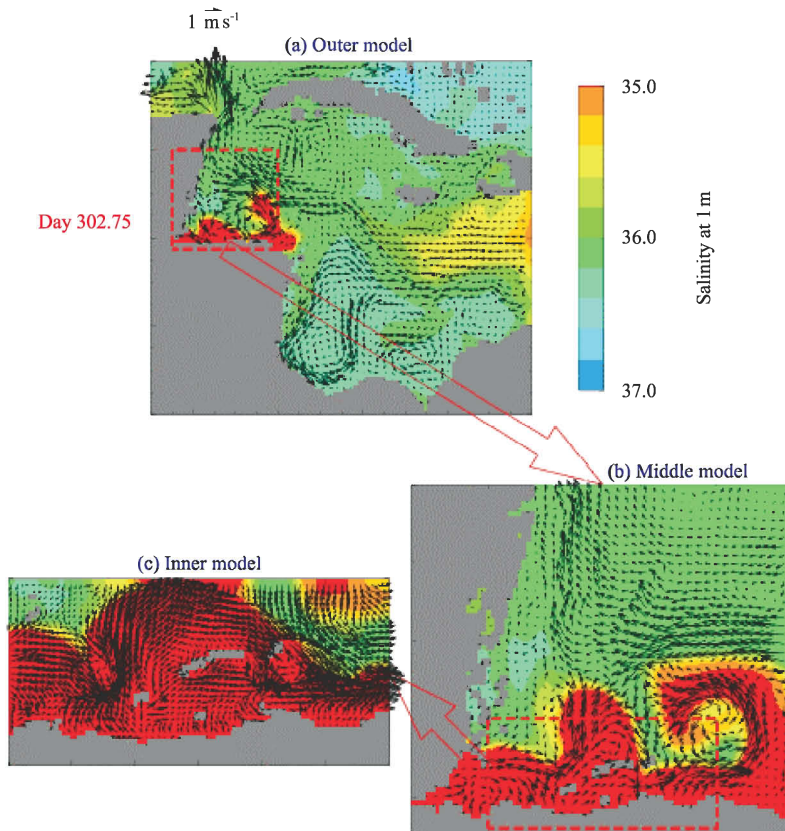 1 m s⁻¹
(a) Outer model
35.0
Day 302.75
36.0
Salinity at 1 m
37.0
(b) Middle model
(c) Inner model